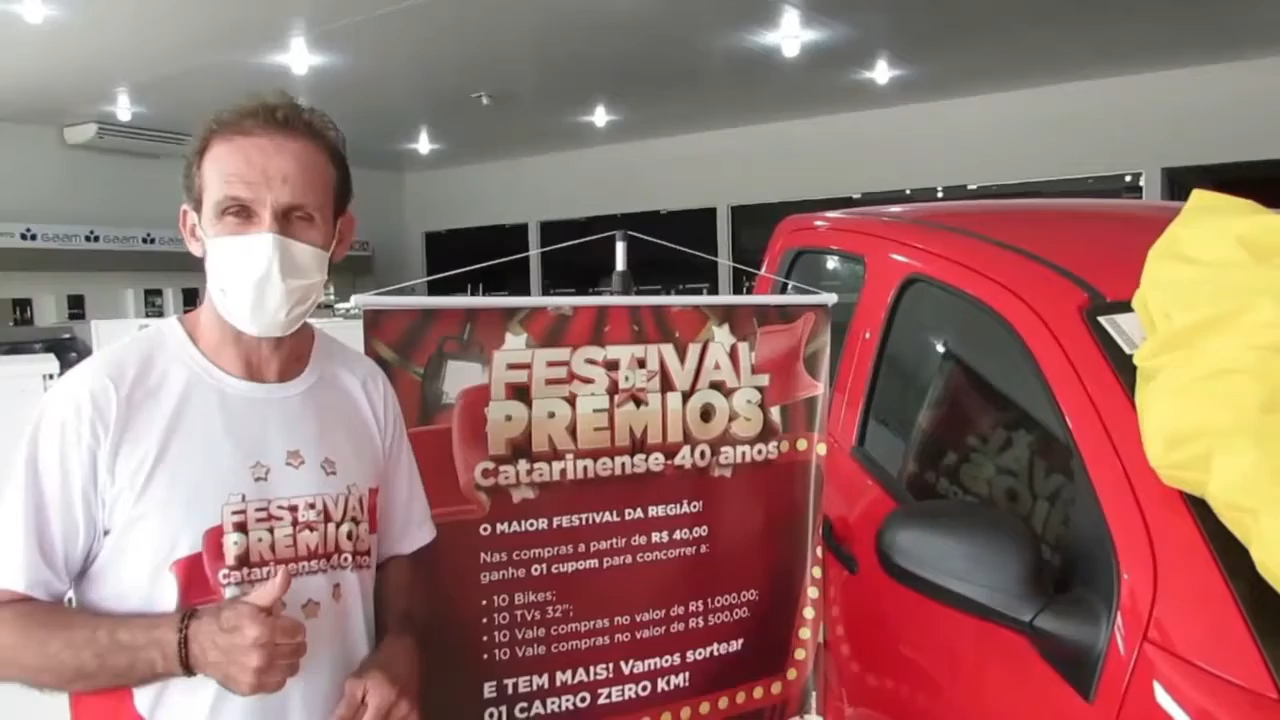 GAAM GAAM GAAM
FESTIVAL
DE
PRÊMIOS
Catarinense 40 anos
O MAIOR FESTIVAL DA REGIÃO!
Nas compras a partir de R$ 40,00
ganhe 01 cupom para concorrer a:
• 10 Bikes;
• 10 TVs 32";
• 10 Vale compras no valor de R$ 1.000,00;
• 10 Vale compras no valor de R$ 500,00.
E TEM MAIS! Vamos sortear
01 CARRO ZERO KM!
FESTIVAL
DE
PRÊMIOS
Catarinense 40